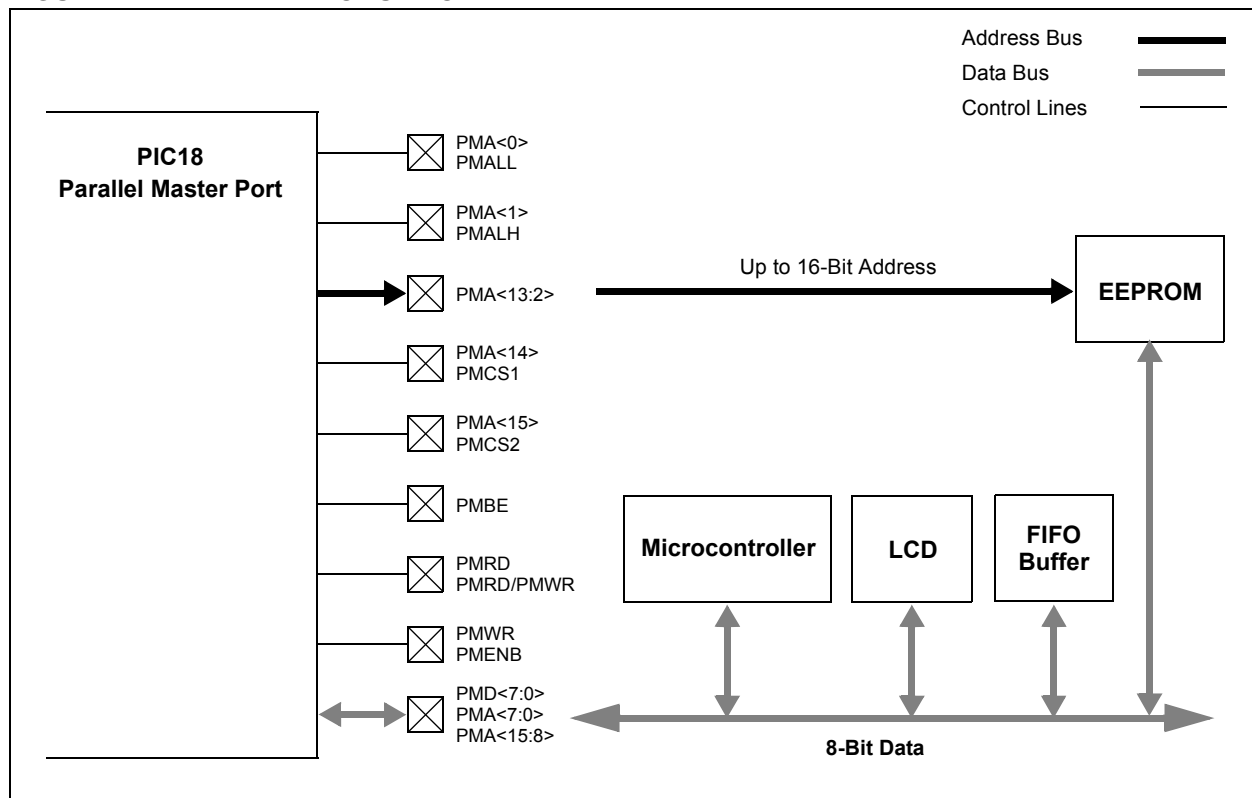 Address Bus
Data Bus
Control Lines
PIC18
Parallel Master Port
PMA<0>
PMALL
PMA<1>
PMALH
PMA<13:2>
Up to 16-Bit Address
EEPROM
PMA<14>
PMCS1
PMA<15>
PMCS2
PMBE
Microcontroller
LCD
FIFO
Buffer
PMRD
PMRD/PMWR
PMWR
PMENB
PMD<7:0>
PMA<7:0>
PMA<15:8>
8-Bit Data